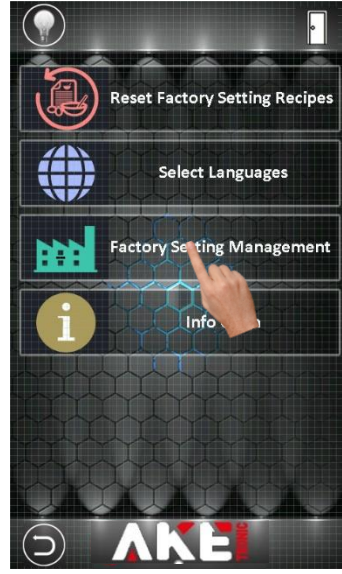 Reset Factory Setting Recipes
Select Languages
Factory Setting Management
i
Info
AKE